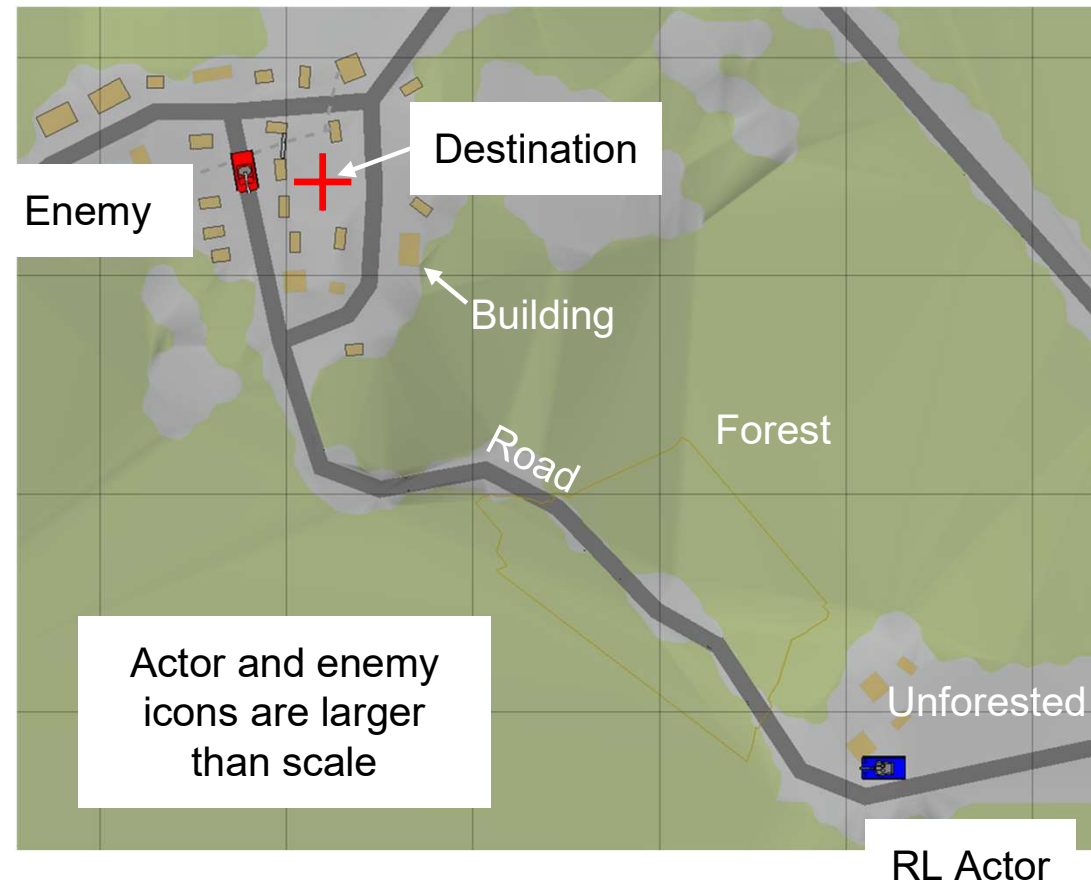 Destination
Enemy
Building
Forest
Road
Actor and enemy
icons are larger
than scale
Unforested
RL Actor